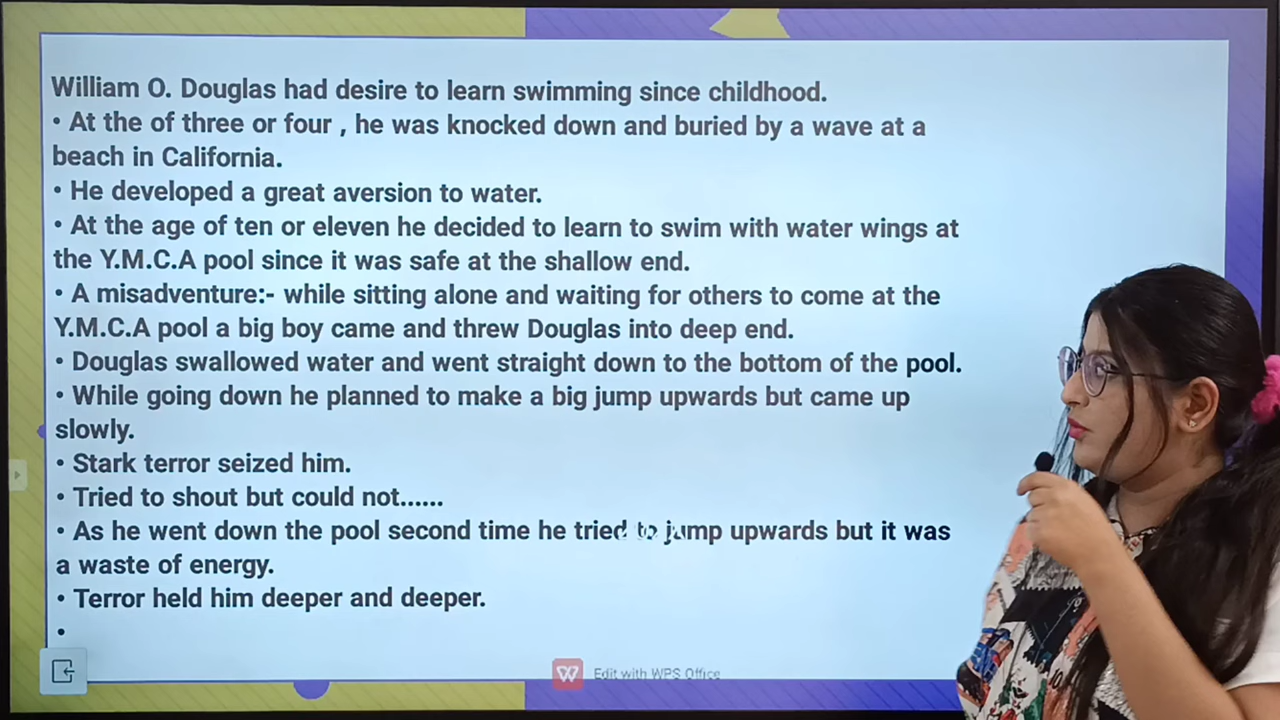 William O. Douglas had desire to learn swimming since childhood.
• At the of three or four , he was knocked down and buried by a wave at a
beach in California.
• He developed a great aversion to water.
• At the age of ten or eleven he decided to learn to swim with water wings at
the Y.M.C.A pool since it was safe at the shallow end.
• A misadventure:- while sitting alone and waiting for others to come at the
Y.M.C.A pool a big boy came and threw Douglas into deep end.
• Douglas swallowed water and went straight down to the bottom of the pool.
• While going down he planned to make a big jump upwards but came up
slowly.
• Stark terror seized him.
• Tried to shout but could not......
• As he went down the pool second time he tried to jump upwards but it was
a waste of energy.
• Terror held him deeper and deeper.
•
Edit with WPS Office